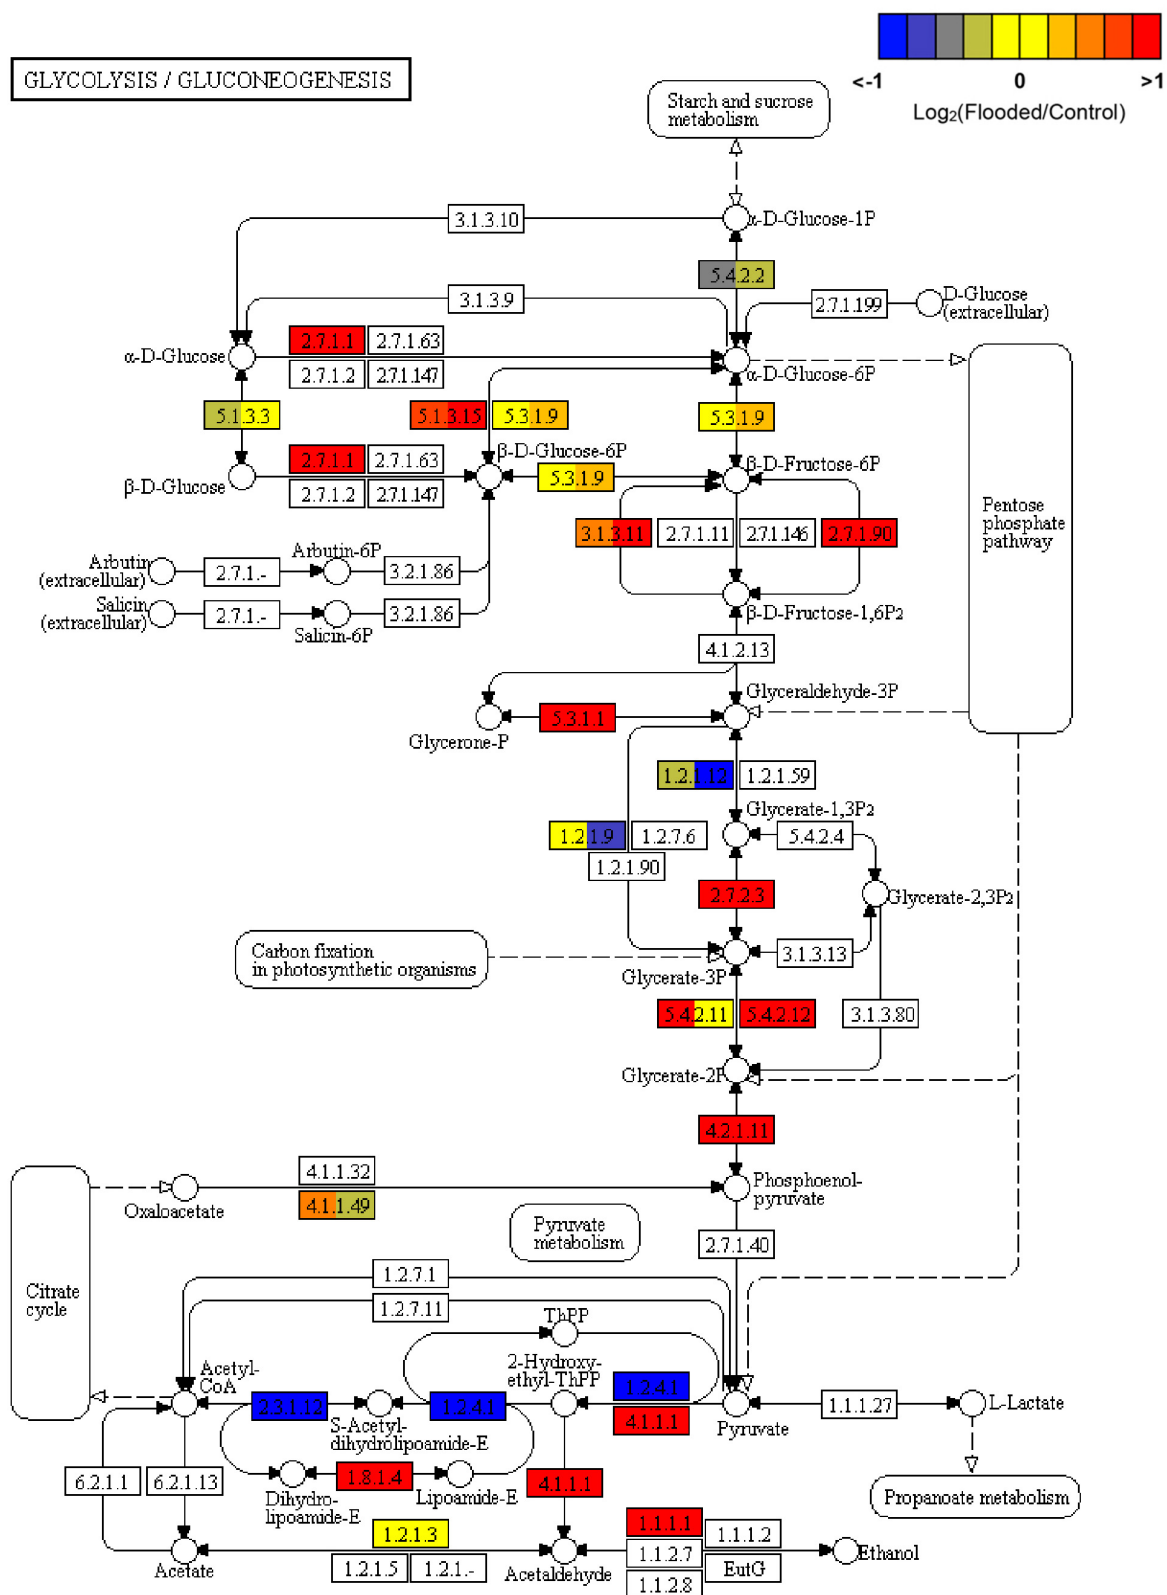 GLYCOLYSIS / GLUCONEOGENESIS
<-1 0 >1
Log2(Flooded/Control)
Starch and sucrose
metabolism
3.1.3.10
α-D-Glucose-1P
5.4.2.2
3.1.3.9
2.7.1.199
D-Glucose
(extracellular)
2.7.1.1 2.7.1.63
α-D-Glucose
2.7.1.2 2.7.1.147
α-D-Glucose-6P
5.1.3.3
5.1.3.15 5.3.1.9
5.3.1.9
2.7.1.1 2.7.1.63
β-D-Glucose-6P
β-D-Fructose-6P
β-D-Glucose
2.7.1.2 2.7.1.147
5.3.1.9
Pentose
phosphate
pathway
3.1.3.11 2.7.1.11 2.7.1.146 2.7.1.90
Arbutin
(extracellular)
2.7.1.-
Arbutin-6P
3.2.1.86
Salicin
(extracellular)
2.7.1.-
Salicin-6P
3.2.1.86
β-D-Fructose-1,6P2
4.1.2.13
Glyceraldehyde-3P
5.3.1.1
Glycerone-P
1.2.1.12 1.2.1.59
Glycerate-1,3P2
1.2.1.9 1.2.7.6
5.4.2.4
1.2.1.90
2.7.2.3
Glycerate-2,3P2
Carbon fixation
in photosynthetic organisms
3.1.3.13
Glycerate-3P
5.4.2.11 5.4.2.12
3.1.3.80
Glycerate-2P
4.2.1.11
4.1.1.32
Oxaloacetate
4.1.1.49
Phosphoenol-
pyruvate
Pyruvate
metabolism
2.7.1.40
Citrate
cycle
1.2.7.1
1.2.7.11
ThPP
Acetyl-
CoA
2-Hydroxy-
ethyl-ThPP
1.2.4.1
2.3.1.12
1.2.4.1
4.1.1.1
1.1.1.27
L-Lactate
S-Acetyl-
dihydrolipoamide-E
Pyruvate
6.2.1.1 6.2.1.13
1.8.1.4
4.1.1.1
Dihydro-
lipoamide-E
Lipoamide-E
Propanoate metabolism
1.2.1.3
1.1.1.1 1.1.1.2
Acetate
1.2.1.5 1.2.1.-
Acetaldehyde
1.1.2.7 EutG
Ethanol
1.1.2.8